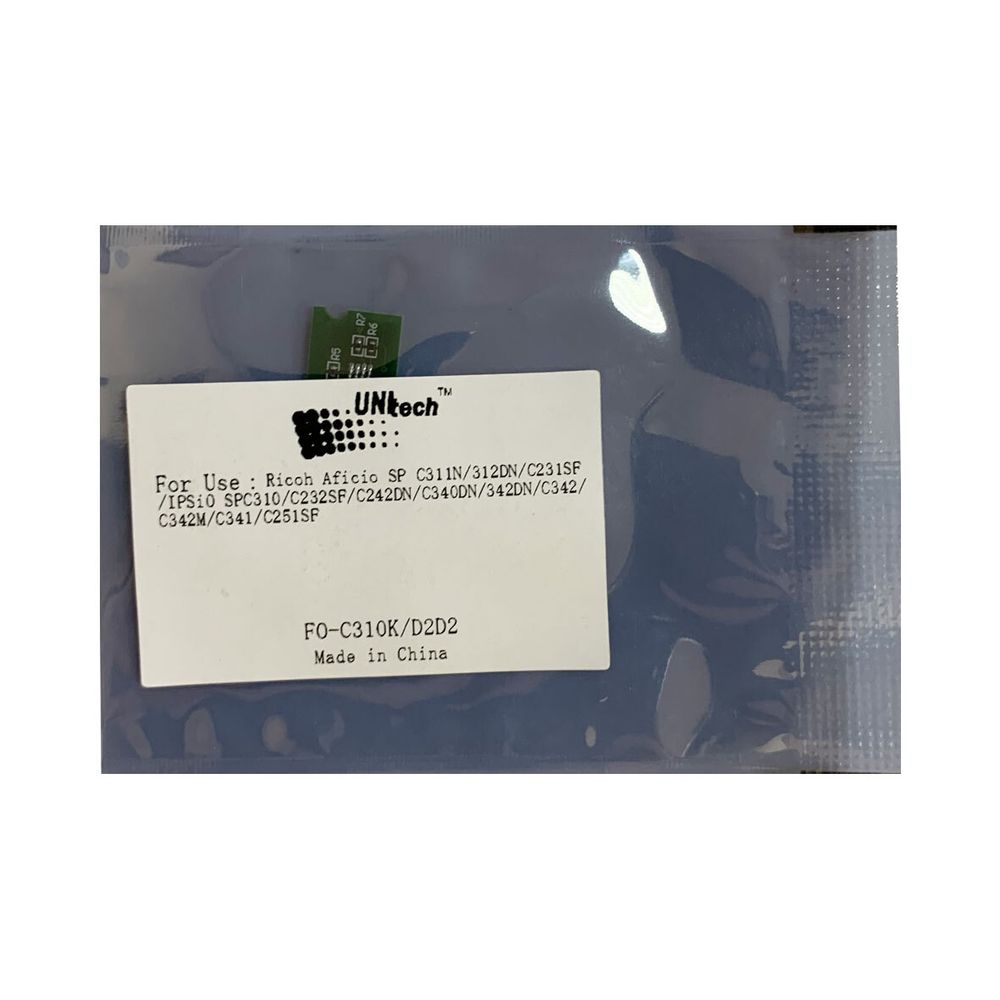 R7
R6
R5
UNItech™
For Use : Ricoh Aficio SP C311N/312DN/C231SF
/IPSiO SPC310/C232SF/C242DN/C340DN/342DN/C342/
C342M/C341/C251SF
FO-C310K/D2D2
Made in China